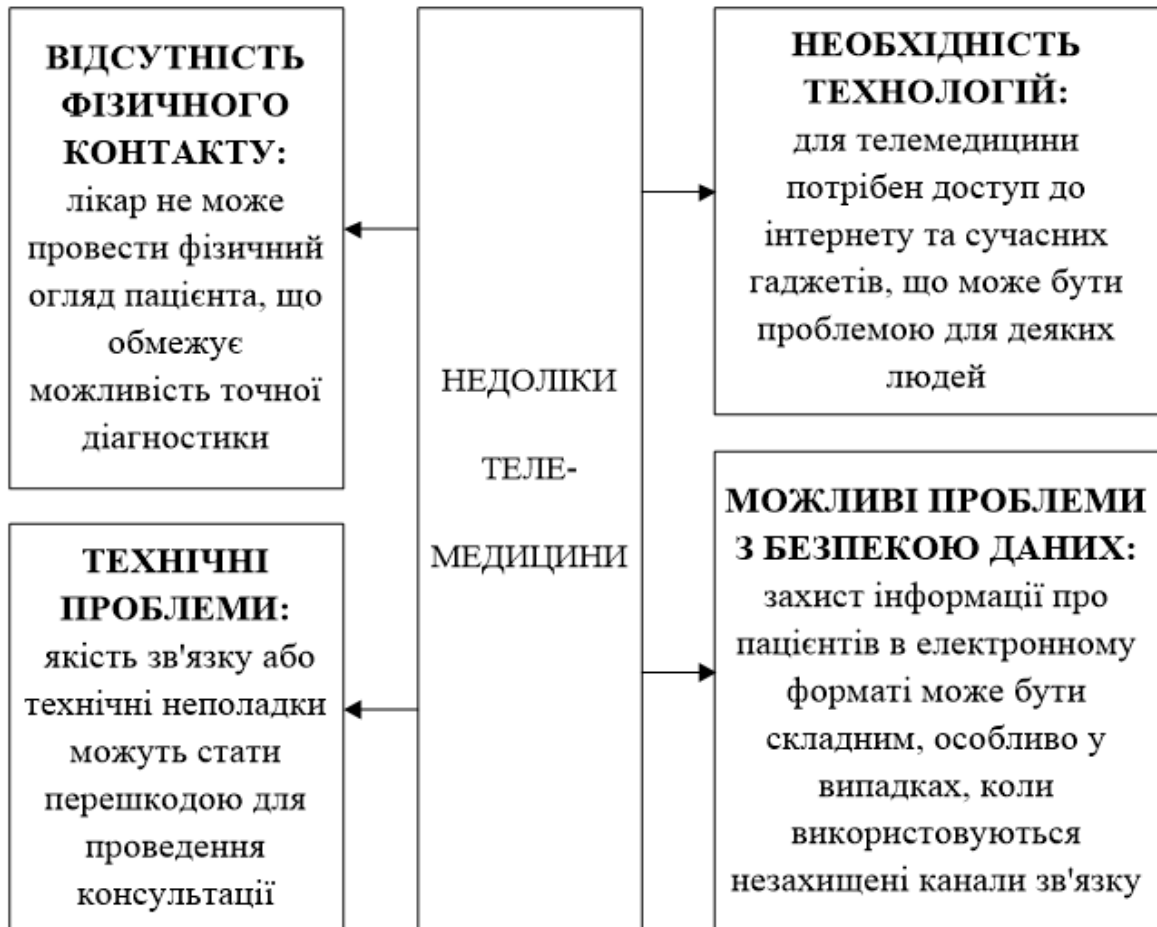 ВІДСУТНІСТЬ
ФІЗИЧНОГО
КОНТАКТУ:
лікар не може
провести фізичний
огляд пацієнта, що
обмежує
можливість точної
діагностики
ТЕХНІЧНІ
ПРОБЛЕМИ:
якість зв'язку або
технічні неполадки
можуть стати
перешкодою для
проведення
консультації
НЕДОЛІКИ
ТЕЛЕ-
МЕДИЦИНИ
НЕОБХІДНІСТЬ
ТЕХНОЛОГІЙ:
для телемедицини
потрібен доступ до
інтернету та сучасних
гаджетів, що може бути
проблемою для деяких
людей
МОЖЛИВІ ПРОБЛЕМИ
З БЕЗПЕКОЮ ДАНИХ:
захист інформації про
пацієнтів в електронному
форматі може бути
складним, особливо у
випадках, коли
використовуються
незахищені канали зв'язку